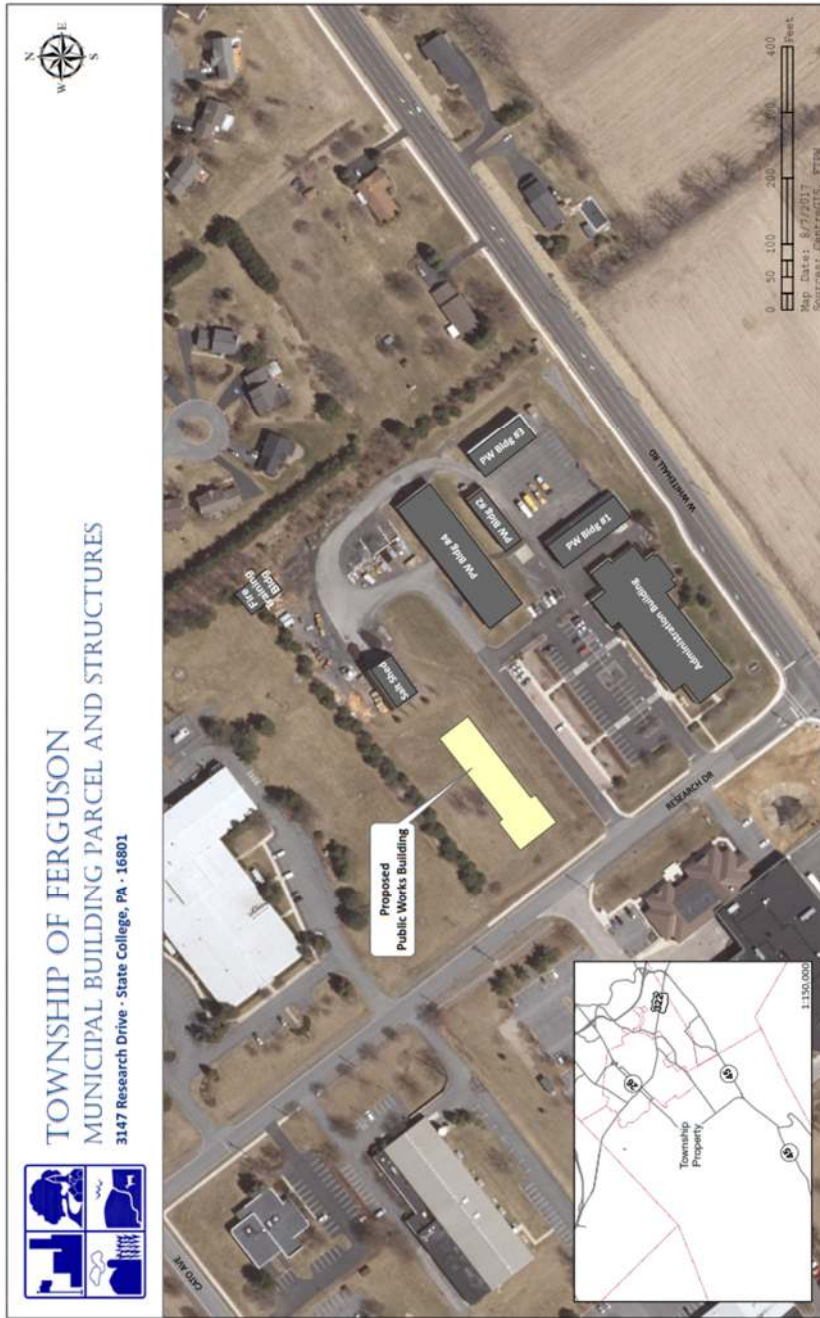 TOWNSHIP OF FERGUSON
MUNICIPAL BUILDING PARCEL AND STRUCTURES
3147 Research Drive · State College, PA · 16801
N
W
E
S
Fire
Training
Bldg
Salt Shed
PW Bldg #4
PW Bldg #2
PW Bldg #3
PW Bldg #1
Administration Building
Proposed
Public Works Building
CATO AVE
RESEARCH DR
W WHITEHALL RD
Township
Property
26
322
45
45
1:150,000
0 50 100 200 300 400
Feet
Map Date: 8/7/2017
Sources: CentreGIS, FTPW